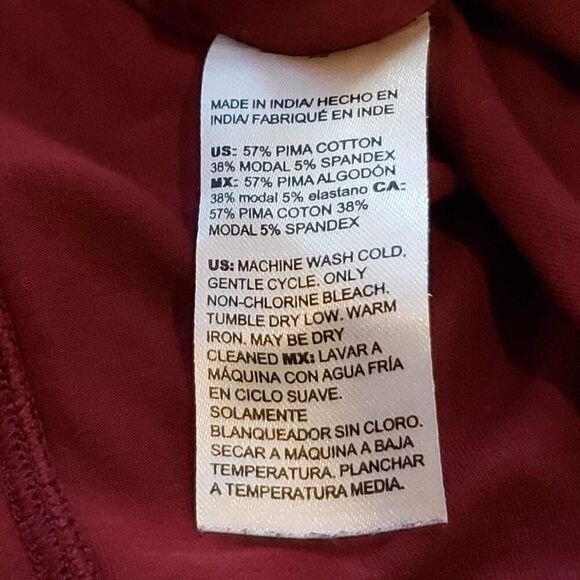 MADE IN INDIA/ HECHO EN
INDIA/ FABRIQUÉ EN INDE
US: 57% PIMA COTTON
38% MODAL 5% SPANDEX
MX: 57% PIMA ALGODÓN
38% modal 5% elastano CA:
57% PIMA COTON 38%
MODAL 5% SPANDEX
US: MACHINE WASH COLD,
GENTLE CYCLE. ONLY
NON-CHLORINE BLEACH.
TUMBLE DRY LOW. WARM
IRON. MAY BE DRY
CLEANED MX: LAVAR A
MÁQUINA CON AGUA FRÍA
EN CICLO SUAVE.
SOLAMENTE
BLANQUEADOR SIN CLORO.
SECAR A MÁQUINA A BAJA
TEMPERATURA. PLANCHAR
A TEMPERATURA MEDIA.